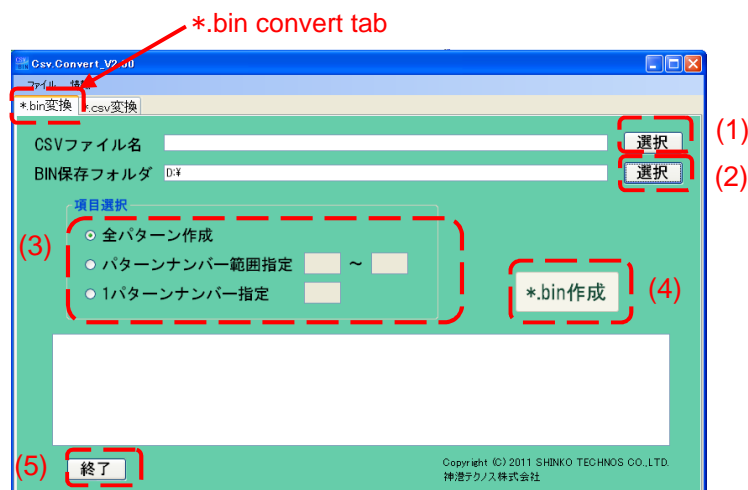 *.bin convert tab
Csv.Convert_V2.00
ファイル 情報
*.bin変換 *.csv変換
CSVファイル名 選択 (1)
BIN保存フォルダ D:¥ 選択 (2)
項目選択
(3) 全パターン作成
パターンナンバー範囲指定 ～
1パターンナンバー指定
*.bin作成 (4)
(5) 終了
Copyright (C) 2011 SHINKO TECHNOS CO.,LTD.
神港テクノス株式会社